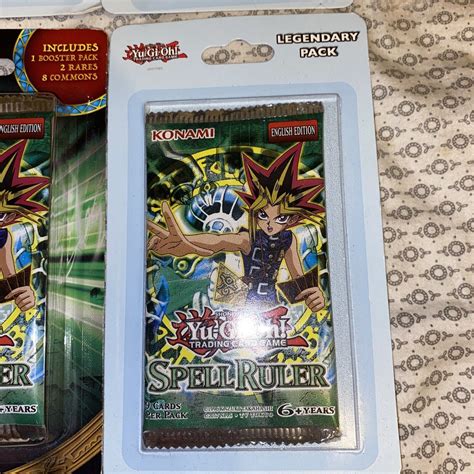 INCLUDES
1 BOOSTER PACK
2 RARES
8 COMMONS
ENGLISH EDITION
+YEARS
Yu-Gi-Oh!
TRADING CARD GAME
LEGENDARY
PACK
KONAMI
ENGLISH EDITION
Yu-Gi-Oh!
TRADING CARD GAME
SPELL RULER
CARDS
PER PACK
6+YEARS